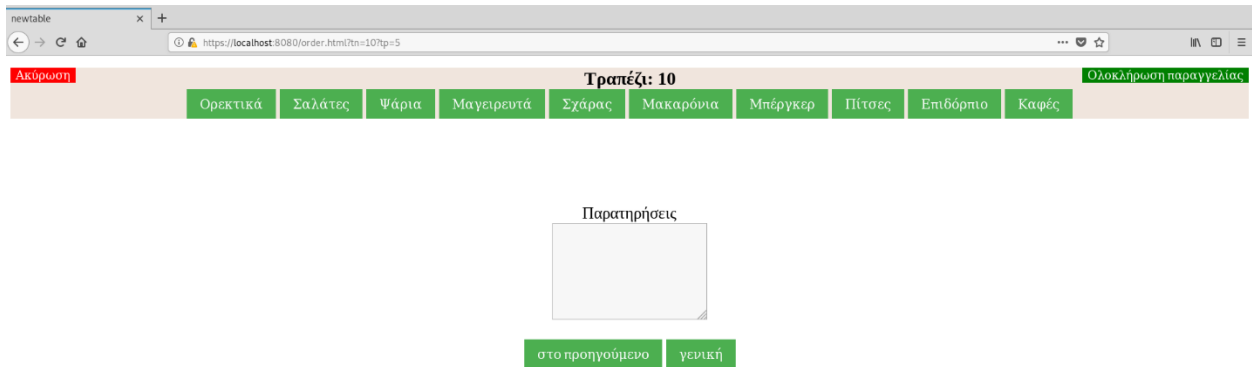 newtable
https://localhost:8080/order.html?tn=10?tp=5
Ακύρωση Τραπέζι: 10 Ολοκλήρωση παραγγελίας
Ορεκτικά Σαλάτες Ψάρια Μαγειρευτά Σχάρας Μακαρόνια Μπέργκερ Πίτσες Επιδόρπιο Καφές
Παρατηρήσεις
στο προηγούμενο γενική